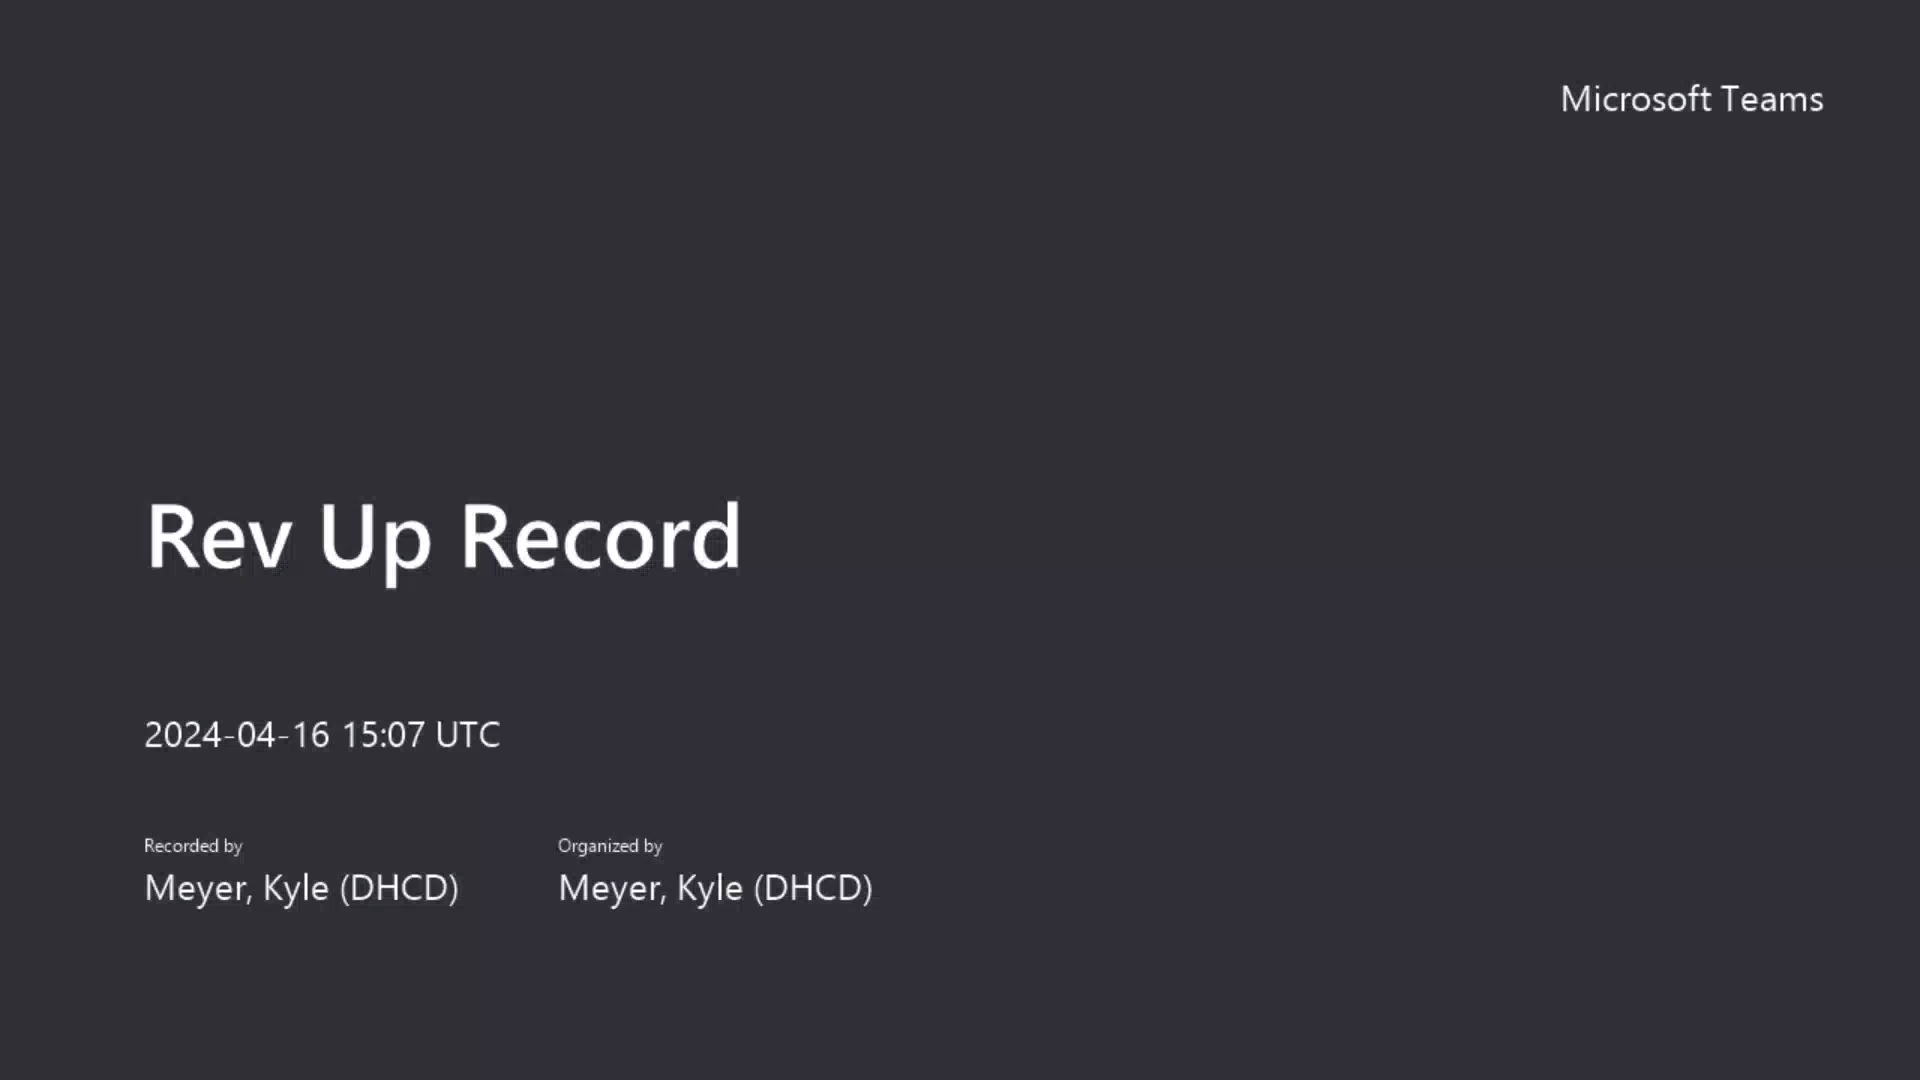 Microsoft Teams
Rev Up Record
2024-04-16 15:07 UTC
Recorded by
Meyer, Kyle (DHCD)
Organized by
Meyer, Kyle (DHCD)